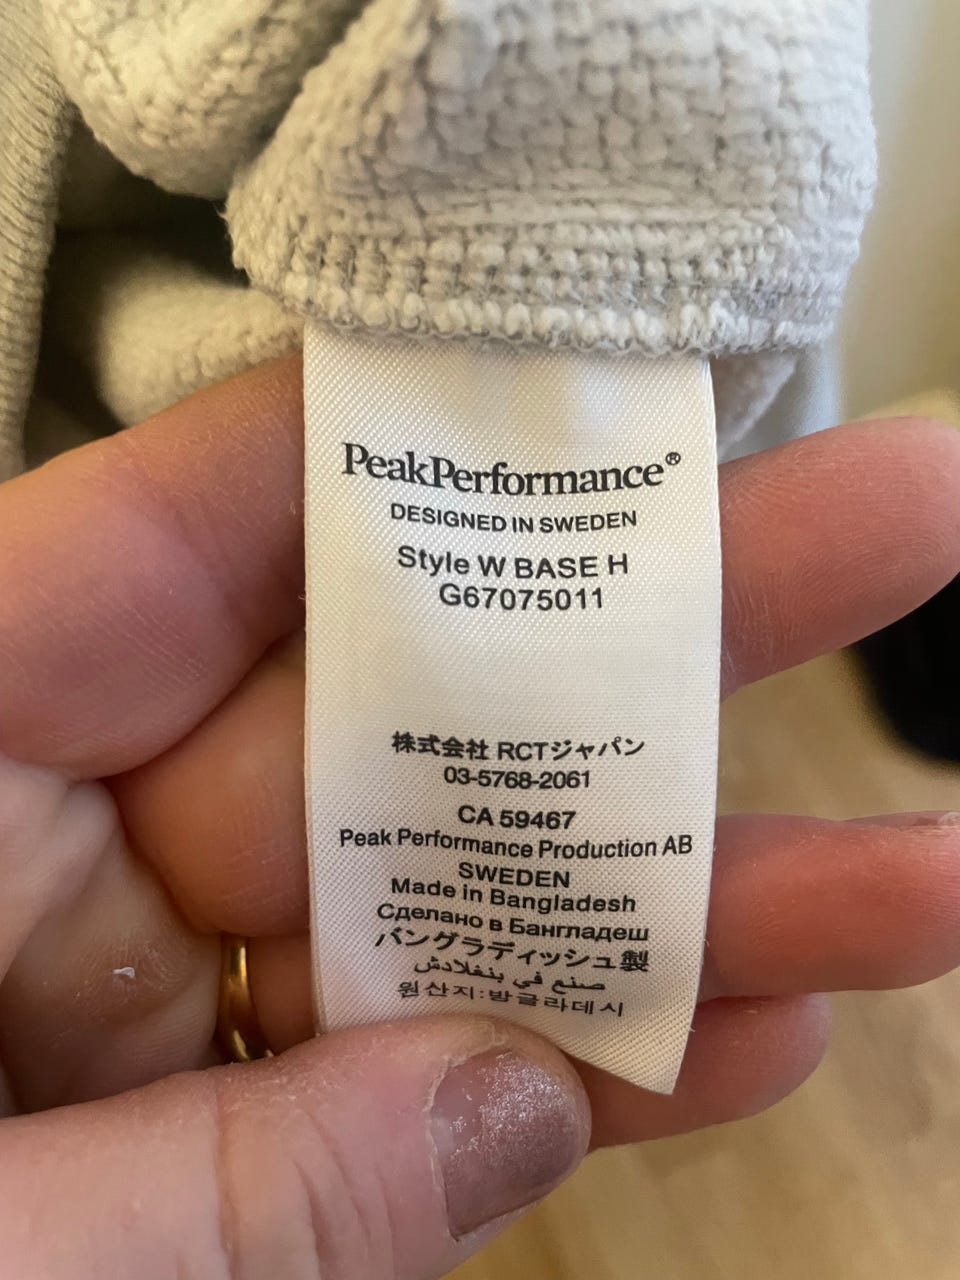 PeakPerformance®
DESIGNED IN SWEDEN
Style W BASE H
G67075011
株式会社 RCTジャパン
03-5768-2061
CA 59467
Peak Performance Production AB
SWEDEN
Made in Bangladesh
Сделано в Бангладеш
バングラディッシュ製
صنع في بنغلادش
원산지:방글라데시